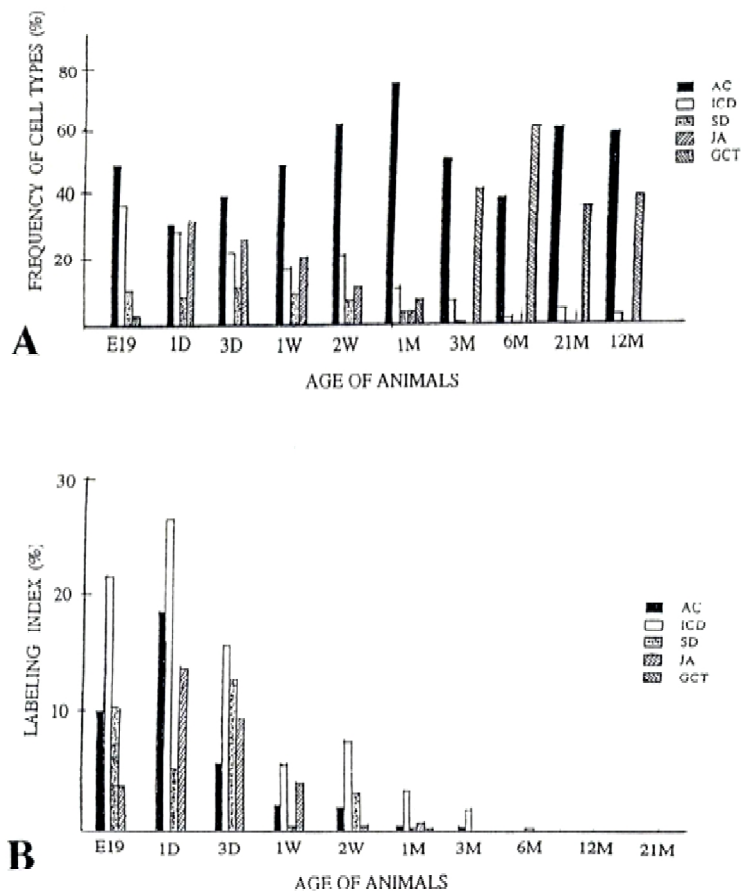 FREQUENCY OF CELL TYPES (%)
80
60
40
20
AC
ICD
SD
JA
GCT
A
E19 1D 3D 1W 2W 1M 3M 6M 21M 12M
AGE OF ANIMALS
LABELING INDEX (%)
30
20
10
AC
ICD
SD
JA
GCT
B
E19 1D 3D 1W 2W 1M 3M 6M 12M 21M
AGE OF ANIMALS